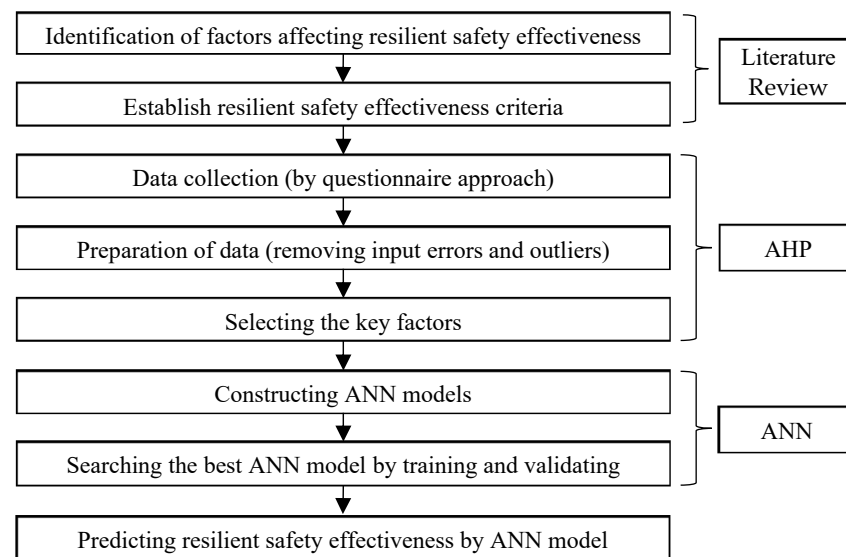 Identification of factors affecting resilient safety effectiveness
Establish resilient safety effectiveness criteria
Literature
Review
Data collection (by questionnaire approach)
Preparation of data (removing input errors and outliers)
Selecting the key factors
AHP
Constructing ANN models
Searching the best ANN model by training and validating
ANN
Predicting resilient safety effectiveness by ANN model